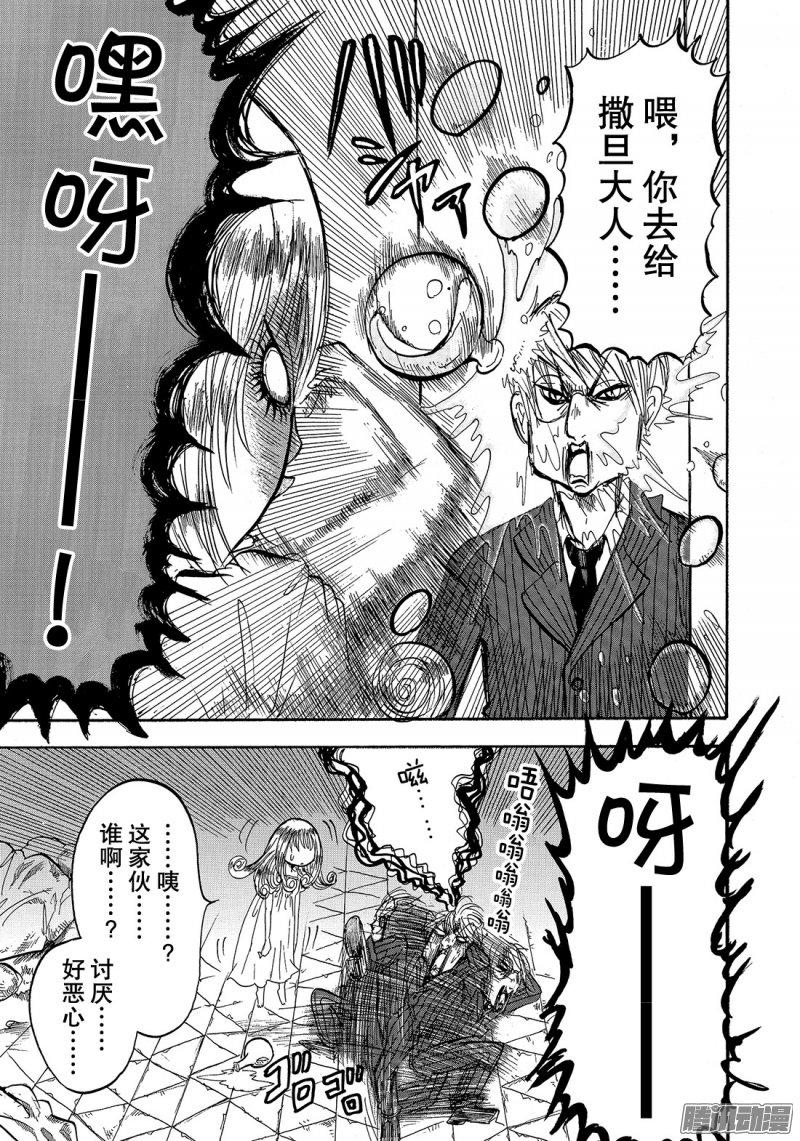 喂，你去给
撒旦大人……
バシャァ
嘿呀——！
呀——
唔嗡嗡嗡嗡嗡
嗞……
……咦……？
这家伙……
谁啊……？
讨厌……
好恶心……
ゴロゴロ
腾讯动漫